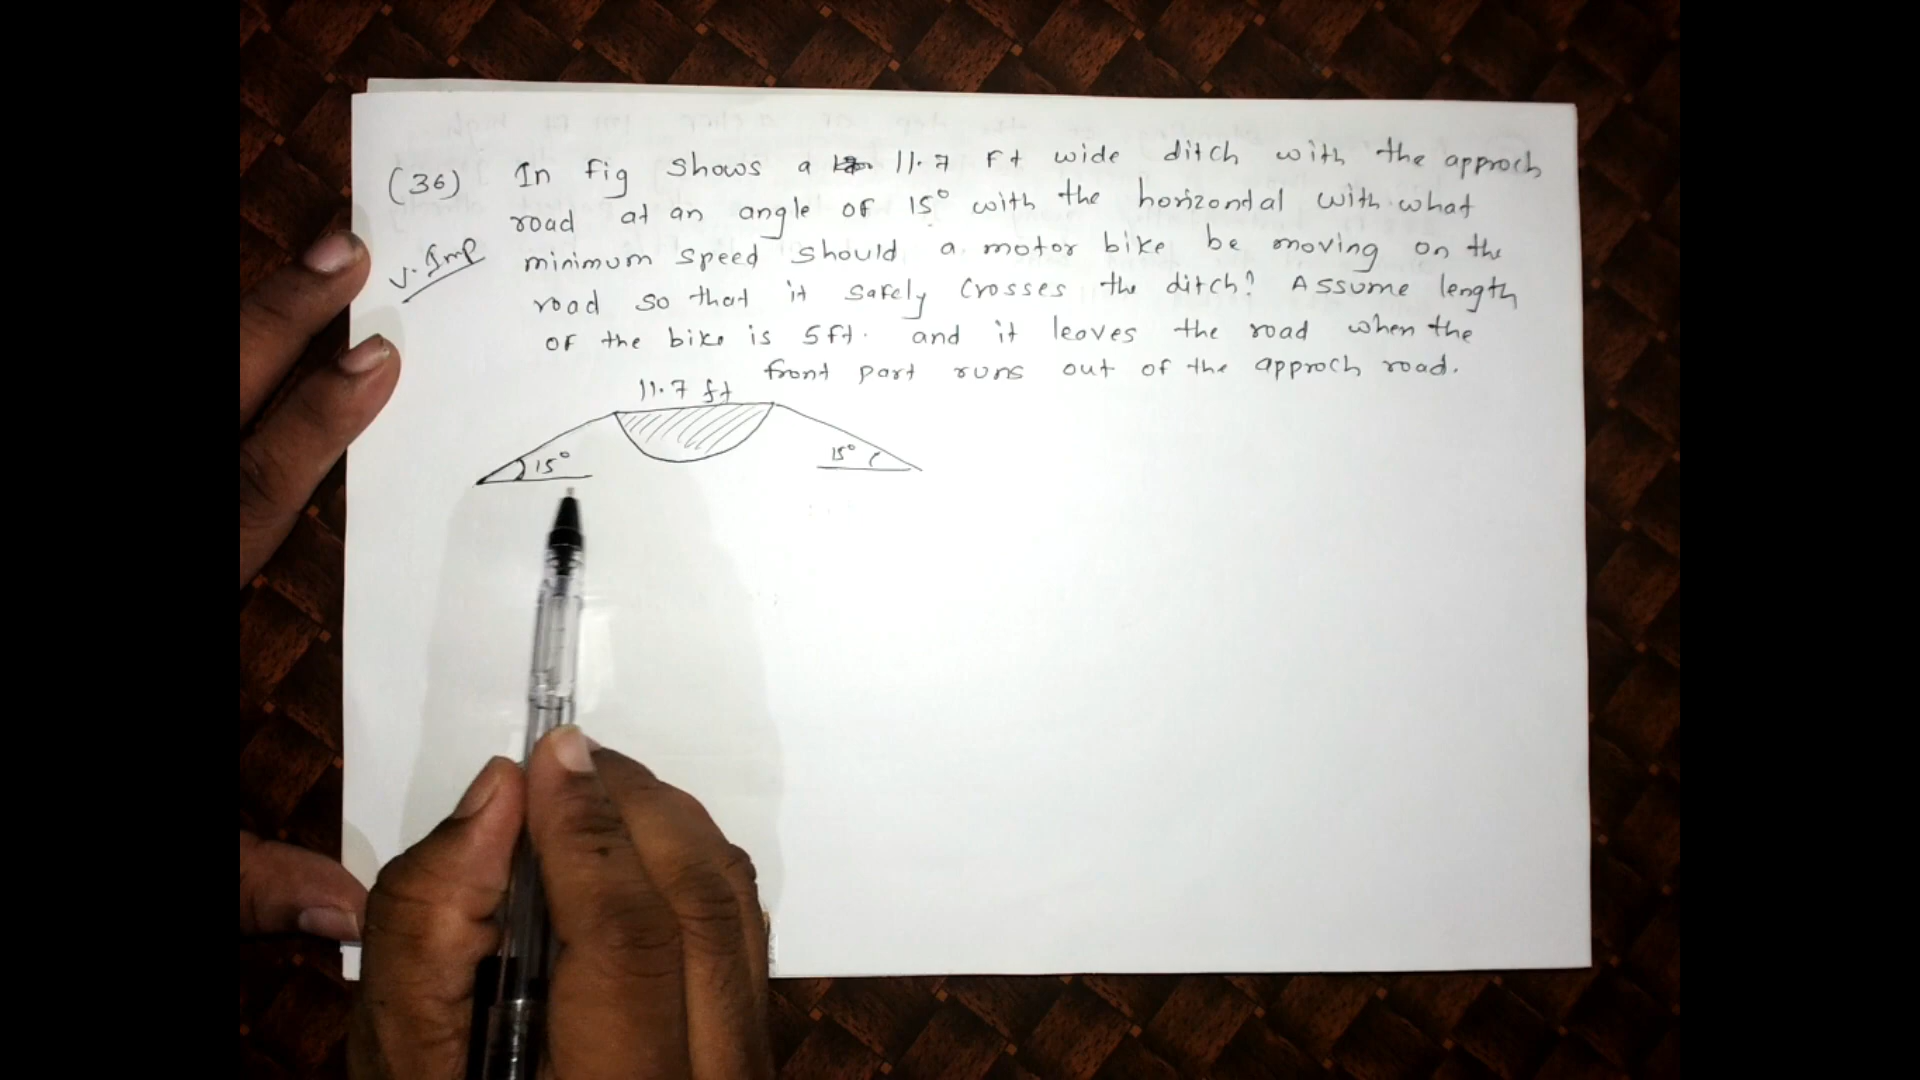 (36) In fig shows a 11.7 Ft wide ditch with the approch
road at an angle of 15° with the horizondal with what
V. Imp
minimum speed should a motor bike be moving on the
road so that it safely crosses the ditch? Assume length
of the bike is 5ft. and it leaves the road when the
front part runs out of the approch road.
11.7 ft
15°
15°